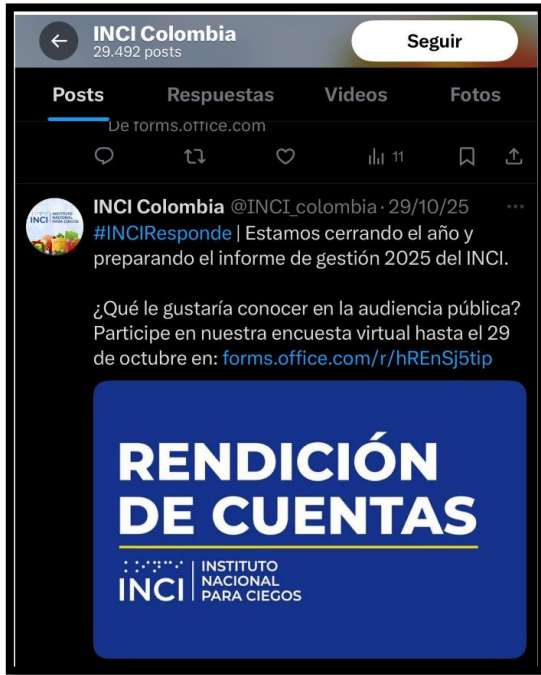 INCI Colombia
29.492 posts
Seguir
Posts Respuestas Videos Fotos
De forms.office.com
11
INCI Colombia @INCI_colombia · 29/10/25
#INCIResponde | Estamos cerrando el año y
preparando el informe de gestión 2025 del INCI.
¿Qué le gustaría conocer en la audiencia pública?
Participe en nuestra encuesta virtual hasta el 29
de octubre en: forms.office.com/r/hREnSj5tip
RENDICIÓN
DE CUENTAS
INCI
INSTITUTO
NACIONAL
PARA CIEGOS